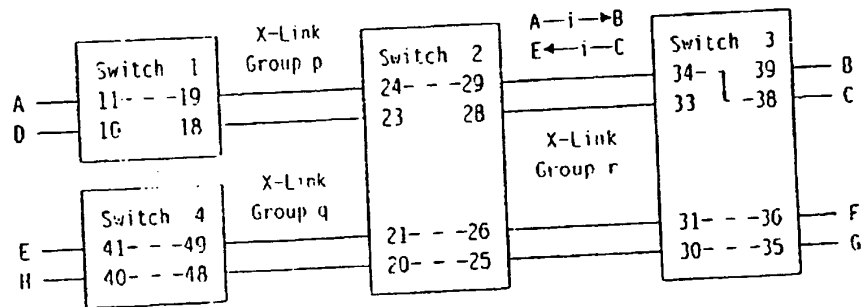 X-Link
Group p
A—i→B
E←i—C
Switch 1
11- - -19
10 18
A
D
Switch 2
24- - -29
23 28
21- - -26
20- - -25
Switch 3
34- 39
33 -38
31- - -36
30- - -35
B
C
F
G
X-Link
Group r
X-Link
Group q
Switch 4
41- - -49
40- - -48
E
H